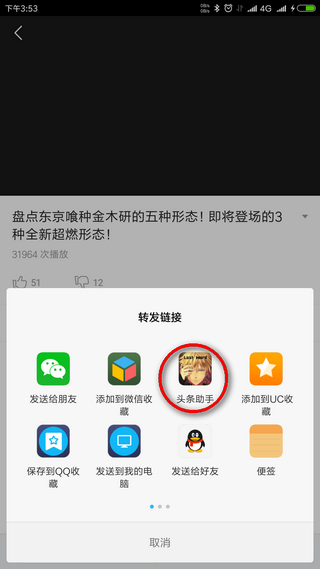 下午3:53
0B/s
0B/s
4G
盘点东京喰种金木研的五种形态！即将登场的3
种全新超燃形态！
31964 次播放
51
12
转发链接
发送给朋友
添加到微信收
藏
头条助手
添加到UC收
藏
保存到QQ收
藏
发送到我的电
脑
发送给好友
便签
取消